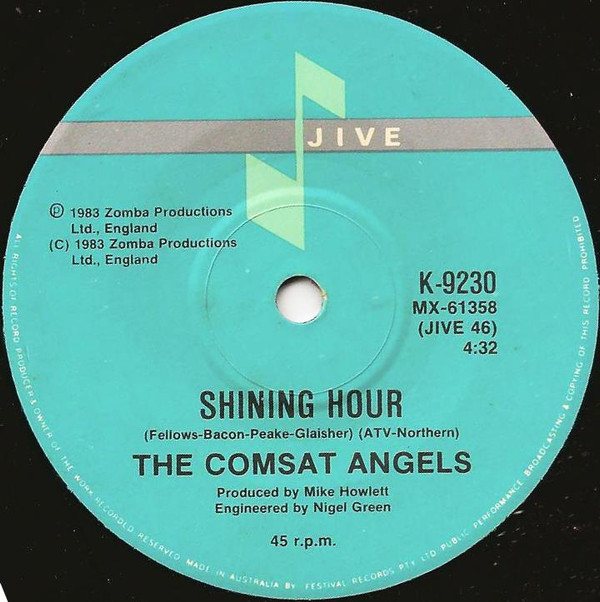 JIVE
℗ 1983 Zomba Productions
Ltd., England
(C) 1983 Zomba Productions
Ltd., England
K-9230
MX-61358
(JIVE 46)
4:32
SHINING HOUR
(Fellows-Bacon-Peake-Glaisher) (ATV-Northern)
THE COMSAT ANGELS
Produced by Mike Howlett
Engineered by Nigel Green
45 r.p.m.
ALL RIGHTS OF RECORD PRODUCER & OWNER OF THE WORK RECORDED RESERVED MADE IN AUSTRALIA BY FESTIVAL RECORDS PTY LTD PUBLIC PERFORMANCE BROADCASTING & COPYING OF THIS RECORD PROHIBITED